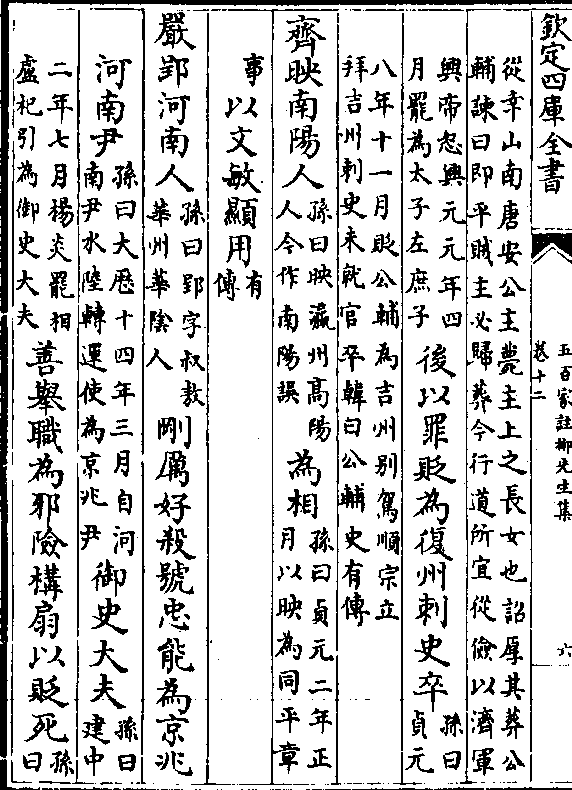 欽定四庫全書
五百家註柳先生集
卷十二
六
從幸山南唐安公主薨主上之長女也詔厚其葬公
輔諫曰即平賊主必歸葬今行道所宜從儉以濟軍
興帝怒興元元年四
月罷為太子左庶子
後以罪貶為復州刺史卒
孫曰
貞元
八年十一月貶公輔為吉州别駕順宗立
拜吉州刺史未就官卒韓曰公輔史有傳
齊映南陽人
孫曰映瀛州高陽
人今作南陽誤
為相
孫曰貞元二年正
月以映為同平章
事
以文敏顯用
有
傳
嚴郢河南人
孫曰郢字叔敖
華州華陰人
剛厲好殺號忠能為京兆
河南尹
孫曰大歷十四年三月自河
南尹水陸轉運使為京兆尹
御史大夫
孫曰
建中
二年七月楊炎罷相
盧杞引為御史大夫
善舉職為邪險構扇以貶死
孫
曰